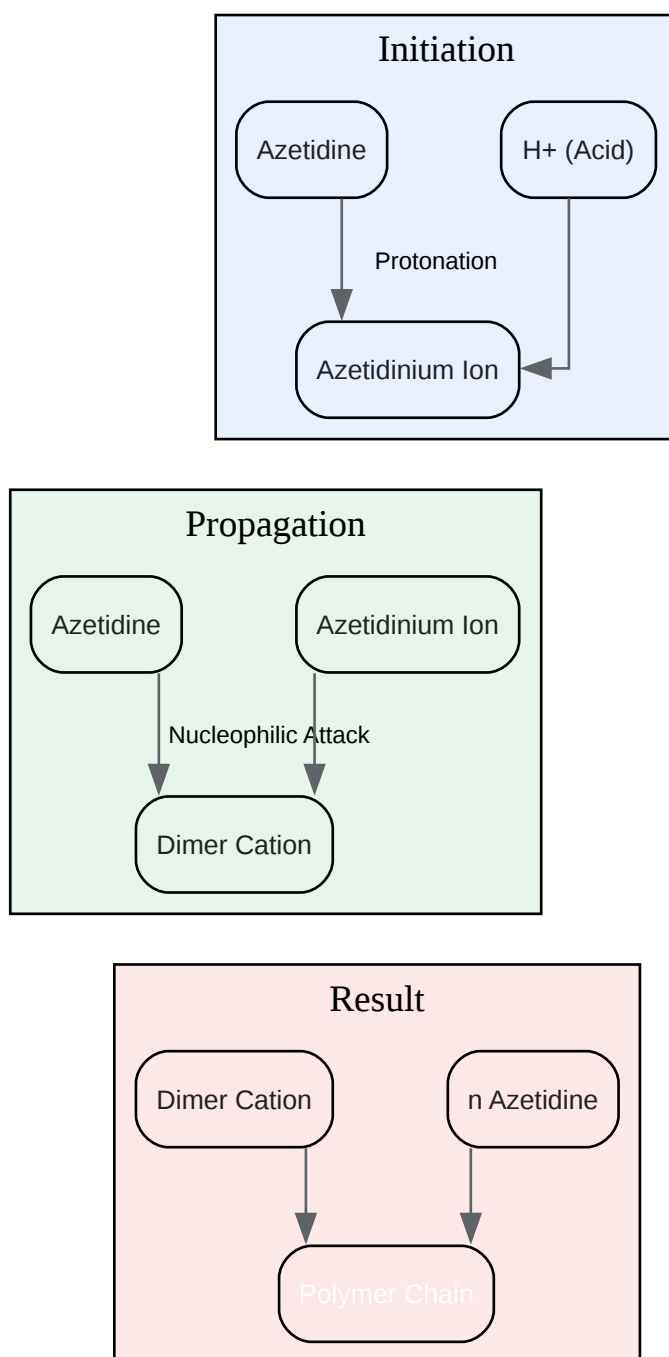 Initiation
Azetidine
H+ (Acid)
Protonation
Azetidinium Ion
Propagation
Azetidine
Azetidinium Ion
Nucleophilic Attack
Dimer Cation
Result
Dimer Cation
n Azetidine
Polymer Chain